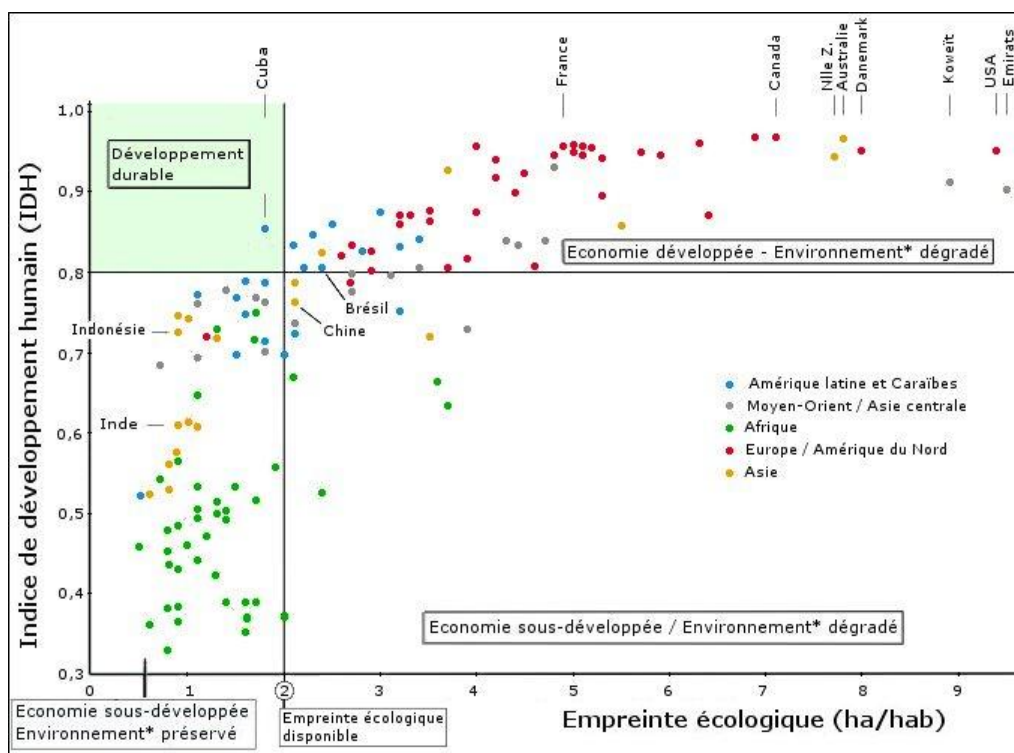 Cuba
France
Canada
Nlle Z.
Australie
Danemark
Koweït
USA
Emirats
Indice de développement humain (IDH)
1,0
0,9
0,8
0,7
0,6
0,5
0,4
0,3
Développement
durable
Economie développée - Environnement* dégradé
Brésil
Chine
Indonésie
Inde
Amérique latine et Caraïbes
Moyen-Orient / Asie centrale
Afrique
Europe / Amérique du Nord
Asie
Economie sous-développée / Environnement* dégradé
0
1
2
3
4
5
6
7
8
9
Economie sous-développée
Environnement* préservé
Empreinte écologique
disponible
Empreinte écologique (ha/hab)